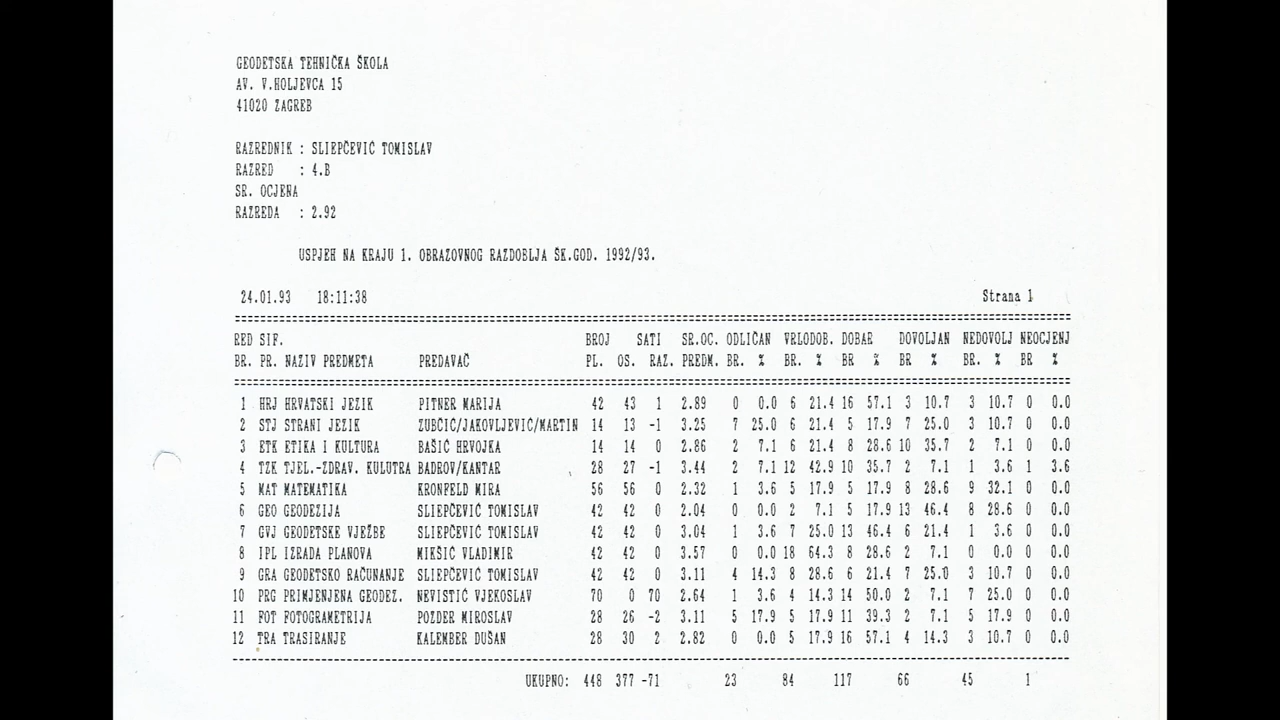 GEODETSKA TEHNIČKA ŠKOLA
AV. V.HOLJEVCA 15
41020 ZAGREB
RAZREDNIK : SLIEPČEVIĆ TOMISLAV
RAZRED : 4.B
SR. OCJENA
RAZREDA : 2.92
USPJEH NA KRAJU 1. OBRAZOVNOG RAZDOBLJA ŠK.GOD. 1992/93.
24.01.93 18:11:38 Strana 1
RED SIF. BROJ SATI SR.OC. ODLIČAN VRLODOB. DOBAR DOVOLJAN NEDOVOLJ NEOCJENJ
BR. PR. NAZIV PREDMETA PREDAVAČ PL. OS. RAZ. PREDM. BR. % BR. % BR % BR % BR. % BR %
1 HRJ HRVATSKI JEZIK PITNER MARIJA 42 43 1 2.89 0 0.0 6 21.4 16 57.1 3 10.7 3 10.7 0 0.0
2 STJ STRANI JEZIK ZUBČIĆ/JAKOVLJEVIĆ/MARTIN 14 13 -1 3.25 7 25.0 6 21.4 5 17.9 7 25.0 3 10.7 0 0.0
3 ETK ETIKA I KULTURA BAŠIĆ HRVOJKA 14 14 0 2.86 2 7.1 6 21.4 8 28.6 10 35.7 2 7.1 0 0.0
4 TZK TJEL.-ZDRAV. KULUTRA BADROV/KANTAR 28 27 -1 3.44 2 7.1 12 42.9 10 35.7 2 7.1 1 3.6 1 3.6
5 MAT MATEMATIKA KRONFELD MIRA 56 56 0 2.32 1 3.6 5 17.9 5 17.9 8 28.6 9 32.1 0 0.0
6 GEO GEODEZIJA SLIEPČEVIĆ TOMISLAV 42 42 0 2.04 0 0.0 2 7.1 5 17.9 13 46.4 8 28.6 0 0.0
7 GVJ GEODETSKE VJEŽBE SLIEPČEVIĆ TOMISLAV 42 42 0 3.04 1 3.6 7 25.0 13 46.4 6 21.4 1 3.6 0 0.0
8 IPL IZRADA PLANOVA MIKŠIĆ VLADIMIR 42 42 0 3.57 0 0.0 18 64.3 8 28.6 2 7.1 0 0.0 0 0.0
9 GRA GEODETSKO RAČUNANJE SLIEPČEVIĆ TOMISLAV 42 42 0 3.11 4 14.3 8 28.6 6 21.4 7 25.0 3 10.7 0 0.0
10 PRG PRIMJENJENA GEODEZ. NEVISTIĆ VJEKOSLAV 70 0 70 2.64 1 3.6 4 14.3 14 50.0 2 7.1 7 25.0 0 0.0
11 FOT FOTOGRAMETRIJA POZDER MIROSLAV 28 26 -2 3.11 5 17.9 5 17.9 11 39.3 2 7.1 5 17.9 0 0.0
12 TRA TRASIRANJE KALEMBER DUŠAN 28 30 2 2.82 0 0.0 5 17.9 16 57.1 4 14.3 3 10.7 0 0.0
UKUPNO: 448 377 -71 23 84 117 66 45 1